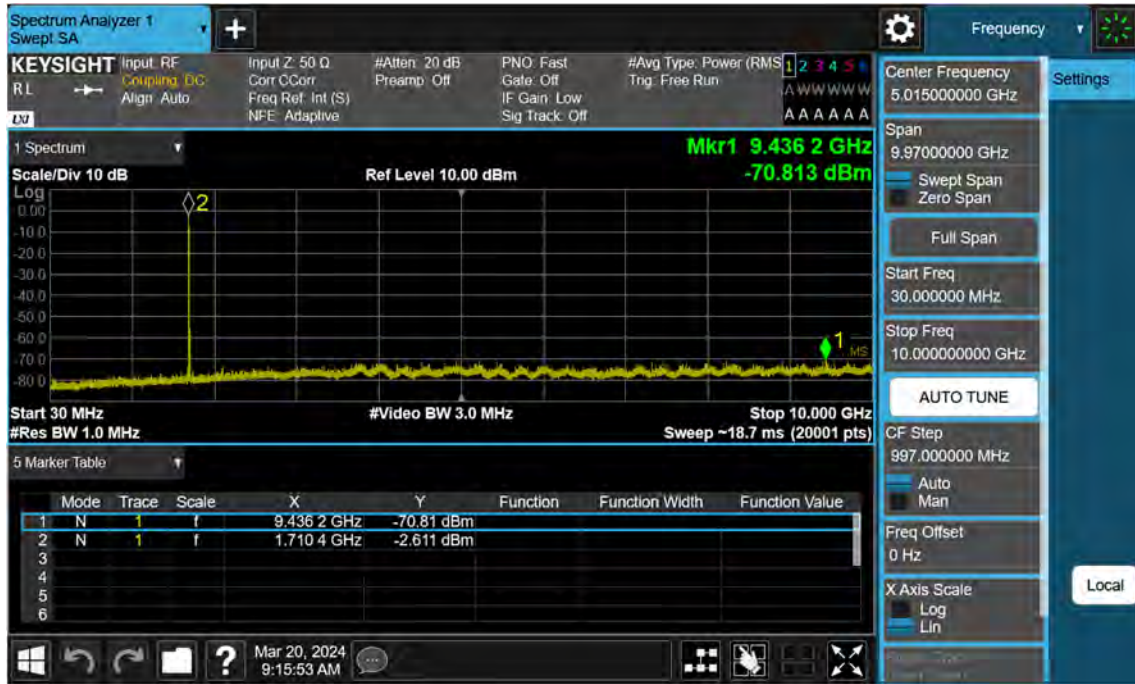 Spectrum Analyzer 1
Swept SA
Frequency
KEYSIGHT
RL
LXI
Input: RF
Coupling: DC
Align: Auto
Input Z: 50 Ω
Corr CCorr
Freq Ref: Int (S)
NFE: Adaptive
#Atten: 20 dB
Preamp: Off
PNO: Fast
Gate: Off
IF Gain: Low
Sig Track: Off
#Avg Type: Power (RMS
Trig: Free Run
1 2 3 4 5 6
A W W W W W
A A A A A A
1 Spectrum
Mkr1 9.436 2 GHz
Scale/Div 10 dB
Ref Level 10.00 dBm
-70.813 dBm
Log
0.00
-10.0
-20.0
-30.0
-40.0
-50.0
-60.0
-70.0
-80.0
2
1
MS
Start 30 MHz
#Video BW 3.0 MHz
Stop 10.000 GHz
#Res BW 1.0 MHz
Sweep ~18.7 ms (20001 pts)
5 Marker Table
Mode Trace Scale X Y Function Function Width Function Value
1 N 1 f 9.436 2 GHz -70.81 dBm
2 N 1 f 1.710 4 GHz -2.611 dBm
3
4
5
6
?
Mar 20, 2024
9:15:53 AM
Center Frequency
5.015000000 GHz
Span
9.97000000 GHz
Swept Span
Zero Span
Full Span
Start Freq
30.000000 MHz
Stop Freq
10.000000000 GHz
AUTO TUNE
CF Step
997.000000 MHz
Auto
Man
Freq Offset
0 Hz
X Axis Scale
Log
Lin
Settings
Local